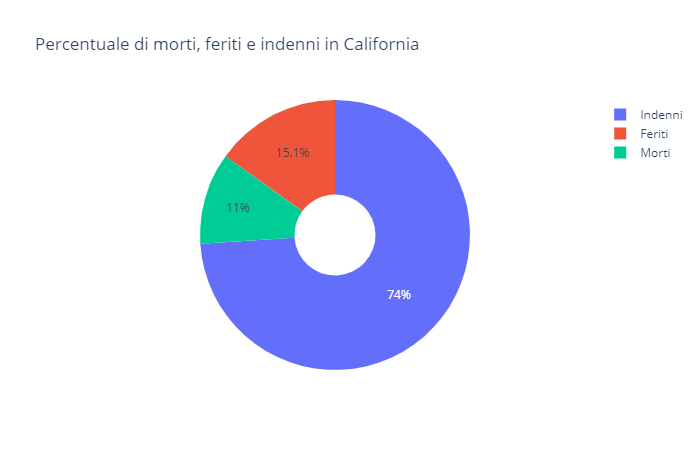 Percentuale di morti, feriti e indenni in California
Indenni
Feriti
Morti
15.1%
11%
74%